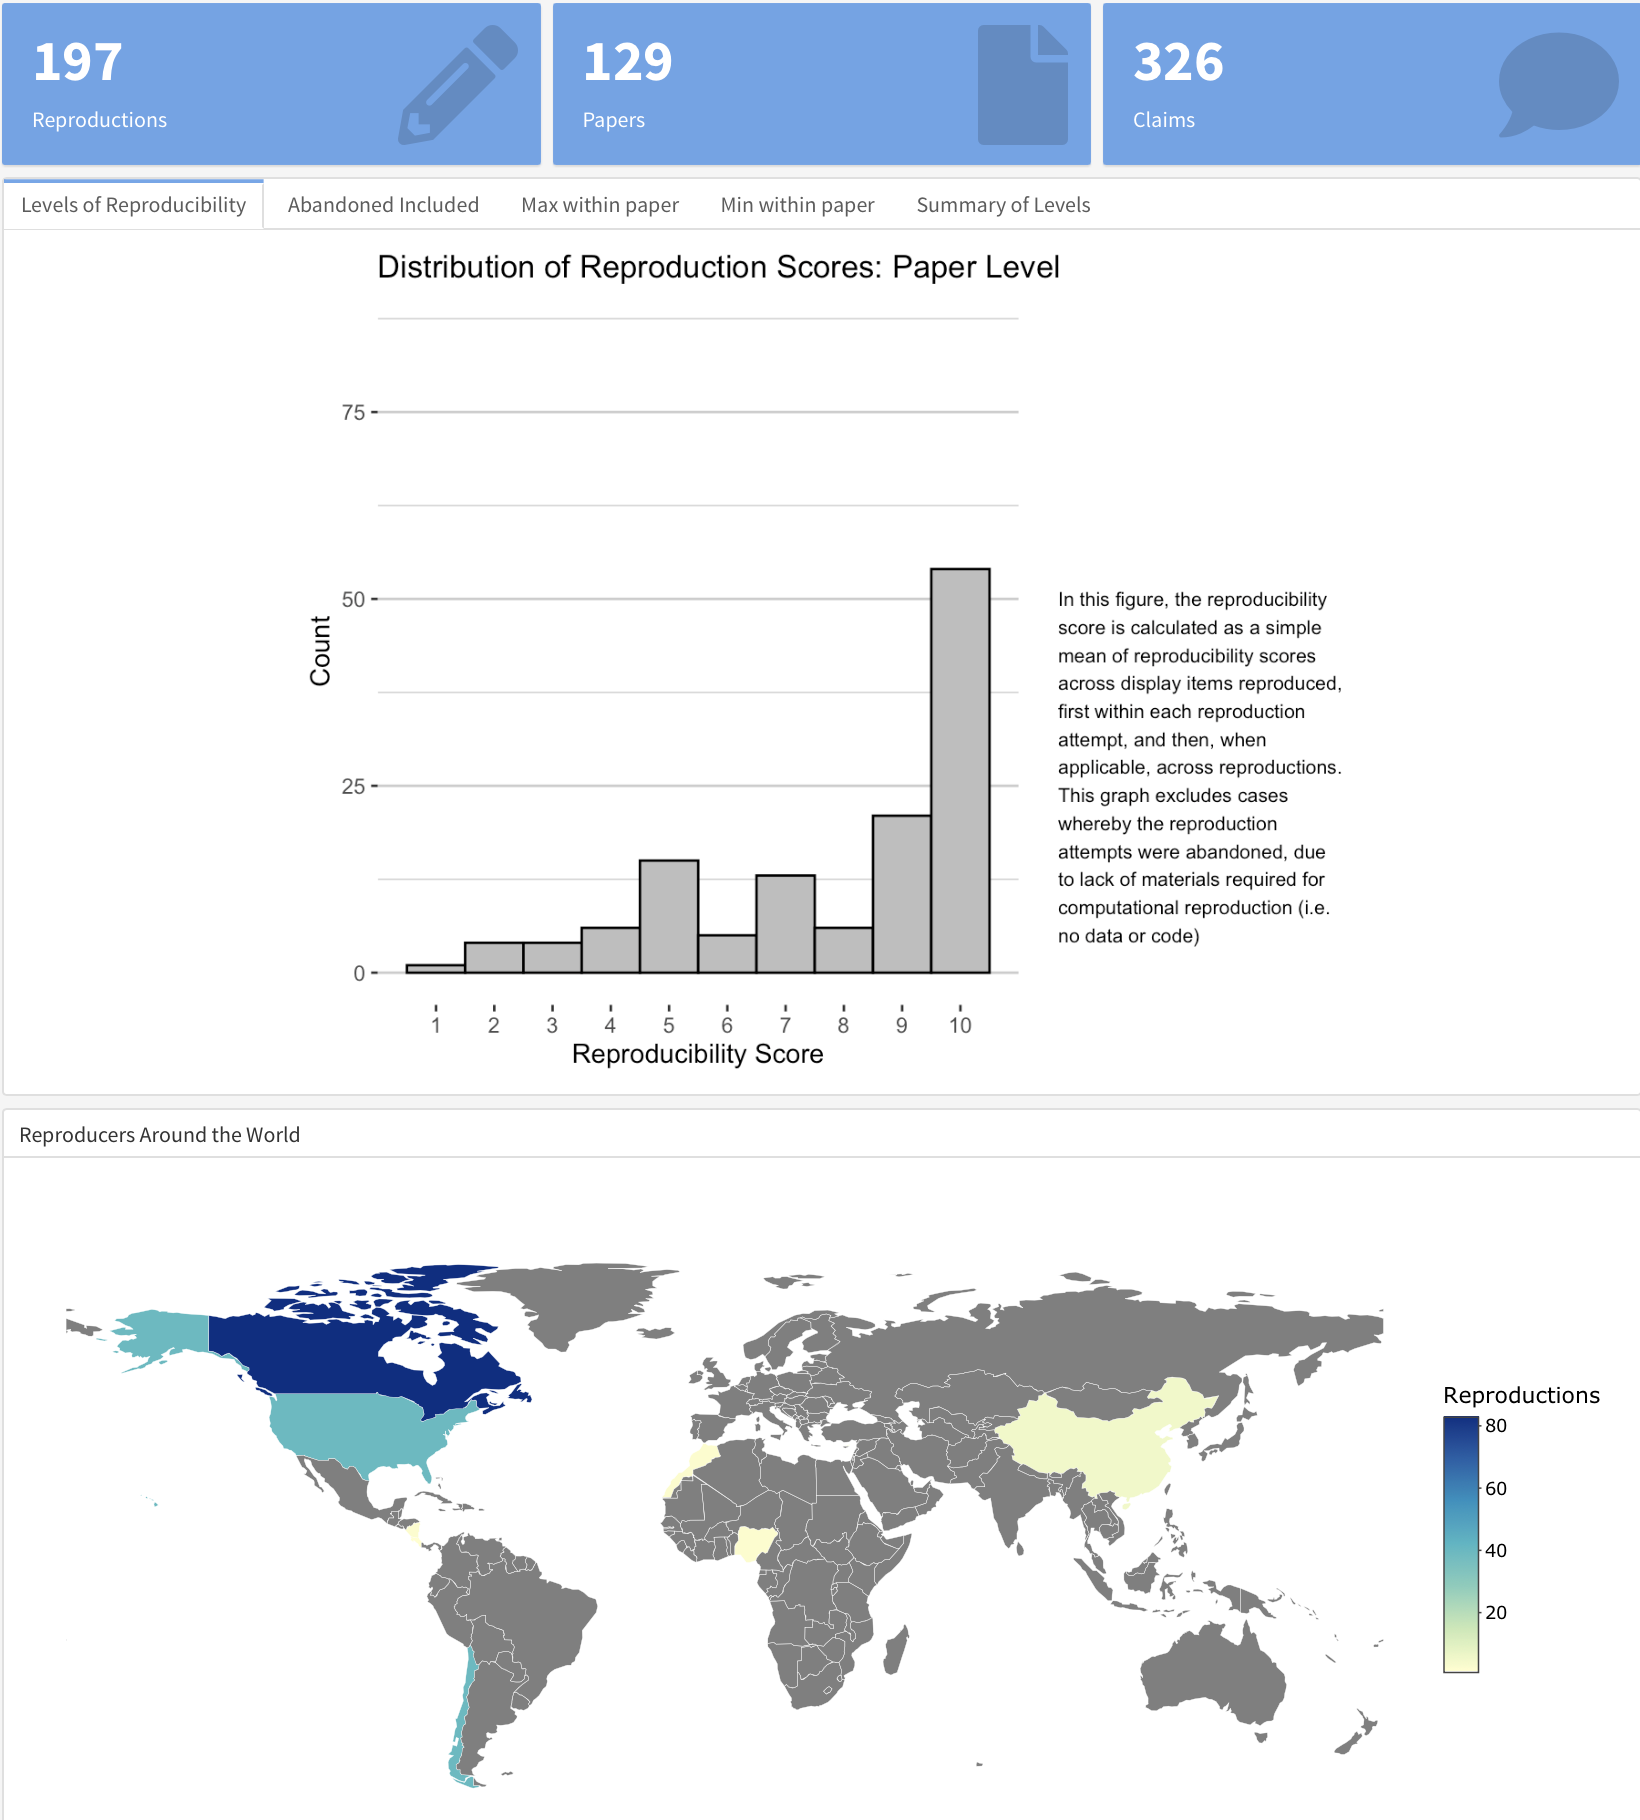 197
Reproductions
129
Papers
326
Claims
Levels of Reproducibility
Abandoned Included
Max within paper
Min within paper
Summary of Levels
Distribution of Reproduction Scores: Paper Level
75
50
25
0
Count
1 2 3 4 5 6 7 8 9 10
Reproducibility Score
In this figure, the reproducibility
score is calculated as a simple
mean of reproducibility scores
across display items reproduced,
first within each reproduction
attempt, and then, when
applicable, across reproductions.
This graph excludes cases
whereby the reproduction
attempts were abandoned, due
to lack of materials required for
computational reproduction (i.e.
no data or code)
Reproducers Around the World
Reproductions
80
60
40
20